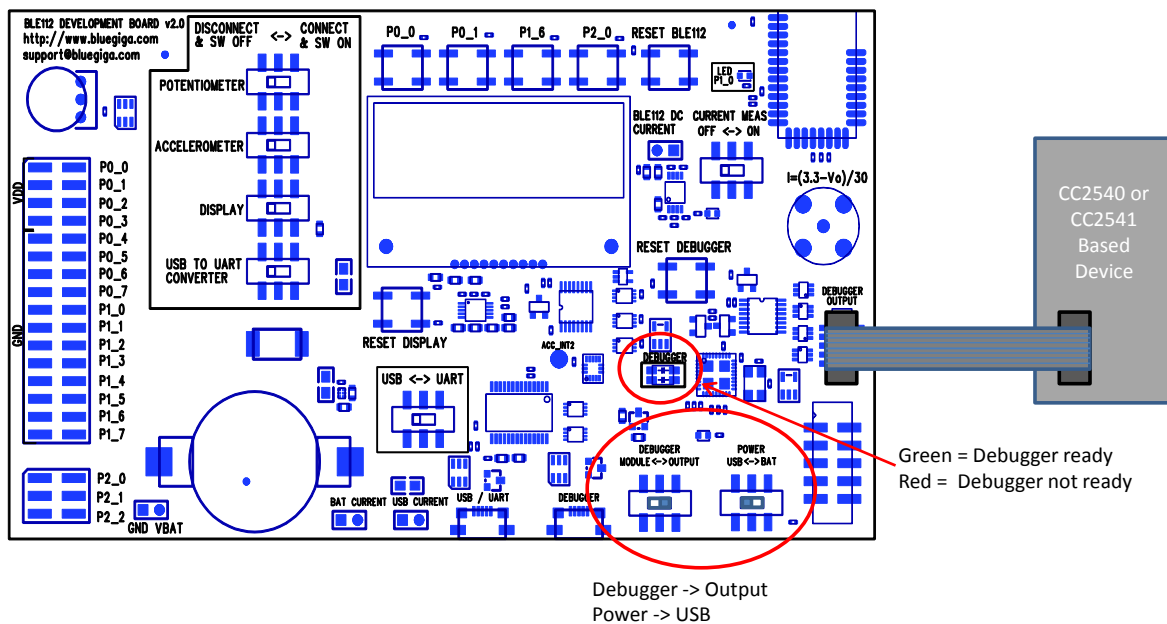 BLE112 DEVELOPMENT BOARD v2.0
http://www.bluegiga.com
support@bluegiga.com
DISCONNECT <-> CONNECT
& SW OFF & SW ON
POTENTIOMETER
ACCELEROMETER
DISPLAY
USB TO UART
CONVERTER
P0_0
P0_1
P1_6
P2_0
RESET BLE112
LED
P1_0
BLE112 DC
CURRENT
CURRENT MEAS
OFF <-> ON
I=(3.3-Vo)/30
VDD
GND
P0_0
P0_1
P0_2
P0_3
P0_4
P0_5
P0_6
P0_7
P1_0
P1_1
P1_2
P1_3
P1_4
P1_5
P1_6
P1_7
P2_0
P2_1
P2_2
GND VBAT
RESET DISPLAY
RESET DEBUGGER
ACC_INT2
DEBUGGER
DEBUGGER
OUTPUT
USB <-> UART
BAT CURRENT
USB CURRENT
USB / UART
DEBUGGER
DEBUGGER
MODULE<->OUTPUT
POWER
USB<->BAT
CC2540 or
CC2541
Based
Device
Green = Debugger ready
Red = Debugger not ready
Debugger -> Output
Power -> USB